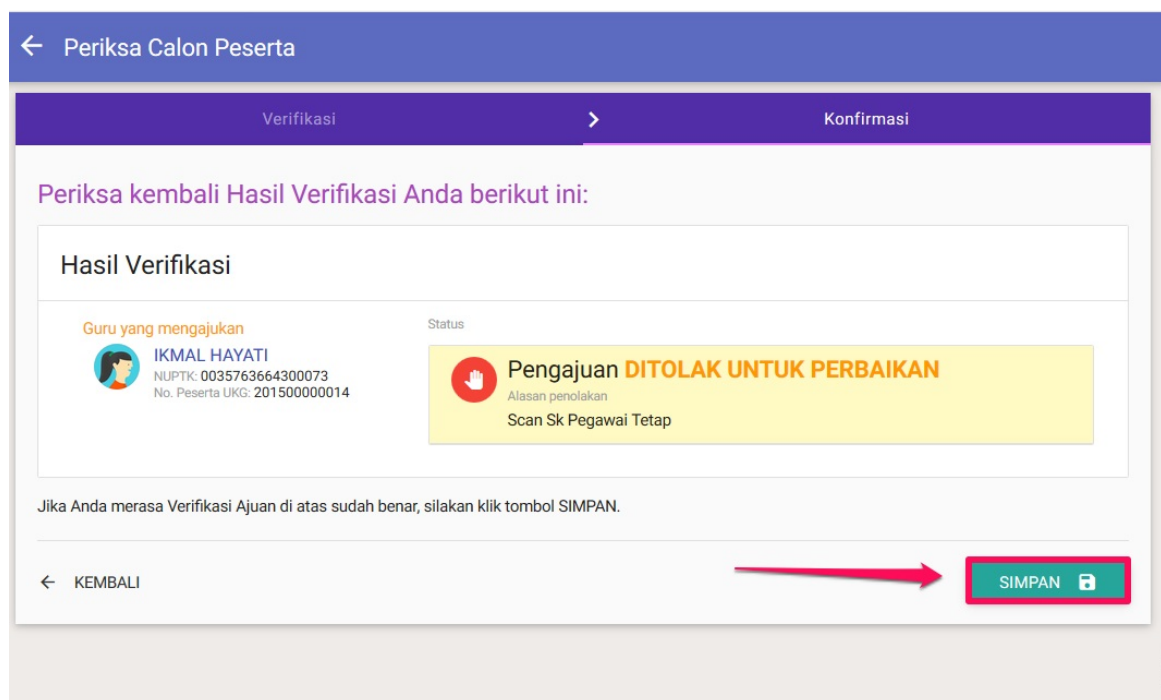 Periksa Calon Peserta
Verifikasi
Konfirmasi
Periksa kembali Hasil Verifikasi Anda berikut ini:
Hasil Verifikasi
Guru yang mengajukan
IKMAL HAYATI
NUPTK: 0035763664300073
No. Peserta UKG: 201500000014
Status
Pengajuan DITOLAK UNTUK PERBAIKAN
Alasan penolakan
Scan Sk Pegawai Tetap
Jika Anda merasa Verifikasi Ajuan di atas sudah benar, silakan klik tombol SIMPAN.
KEMBALI
SIMPAN